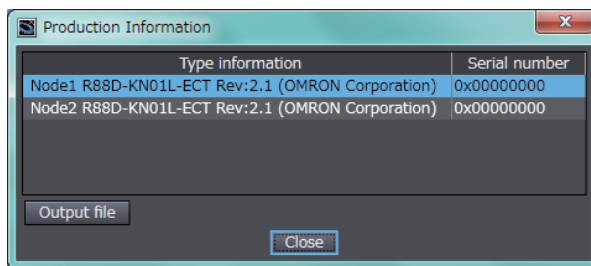 Production Information
Type information Serial number
Node1 R88D-KN01L-ECT Rev:2.1 (OMRON Corporation) 0x00000000
Node2 R88D-KN01L-ECT Rev:2.1 (OMRON Corporation) 0x00000000
Output file
Close